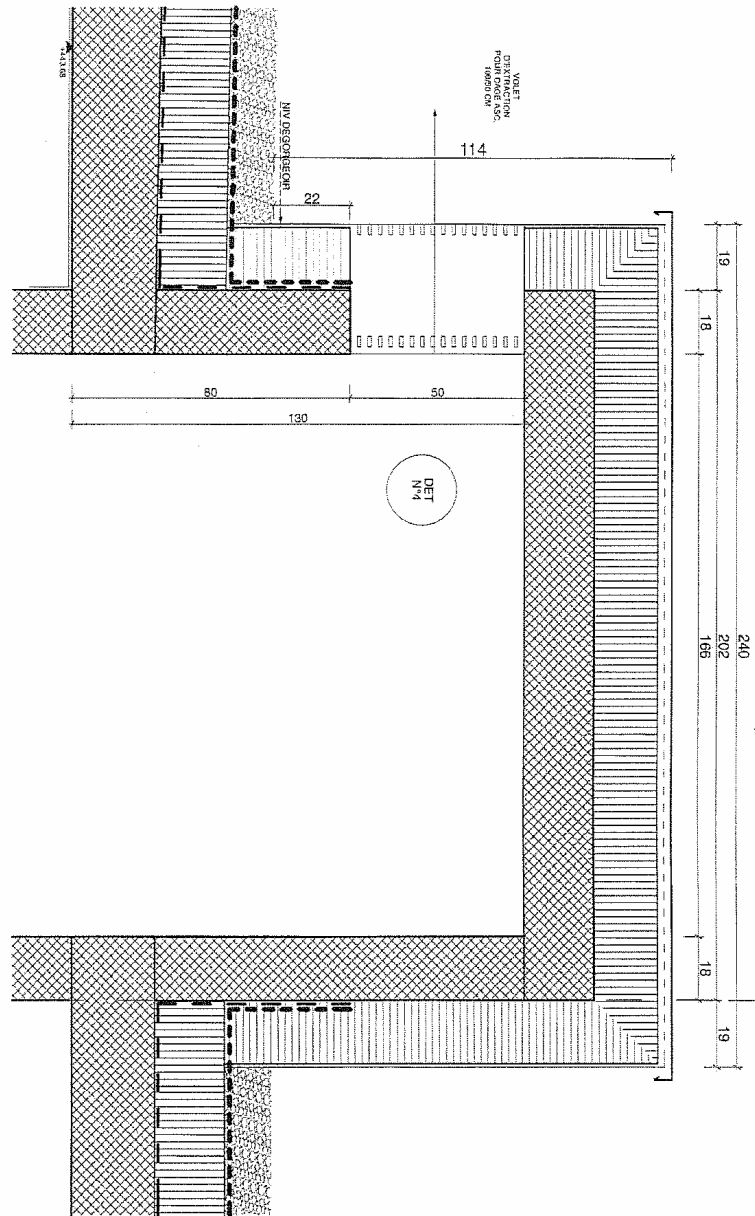 VOLET
D'EXTRACTION
POUR CAGE ASC.
100/50 CM
114
NIV DEGORGEOIR
22
19
18
240
202
166
80
50
130
DET
N°4
18
19